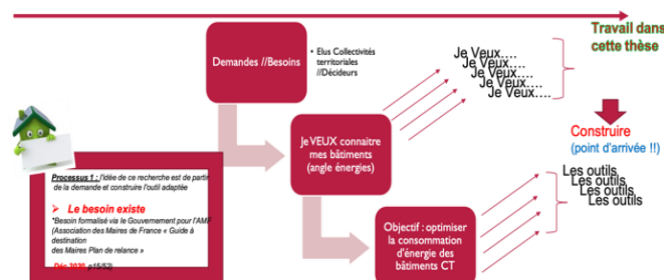 Travail dans
cette thèse
Demandes //Besoins
• Elus Collectivités
territoriales
//Décideurs
Je Veux….
Je Veux….
Je Veux….
Je Veux….
Je Veux….
Je VEUX connaitre
mes bâtiments
(angle énergies)
Construire
(point d'arrivée !!)
Processus 1 : l'idée de ce recherche est de partir
de la demande et construire l'outil adaptée
➢ Le besoin existe
*Besoin formalisé via le Gouvernement pour l'AMF
(Association des Maires de France « Guide à
destination
des Maires Plan de relance »
Déc 2020 p15/52)
Objectif : optimiser
la consommation
d'énergie des
bâtiments CT
Les outils
Les outils
Les outils
Les outils